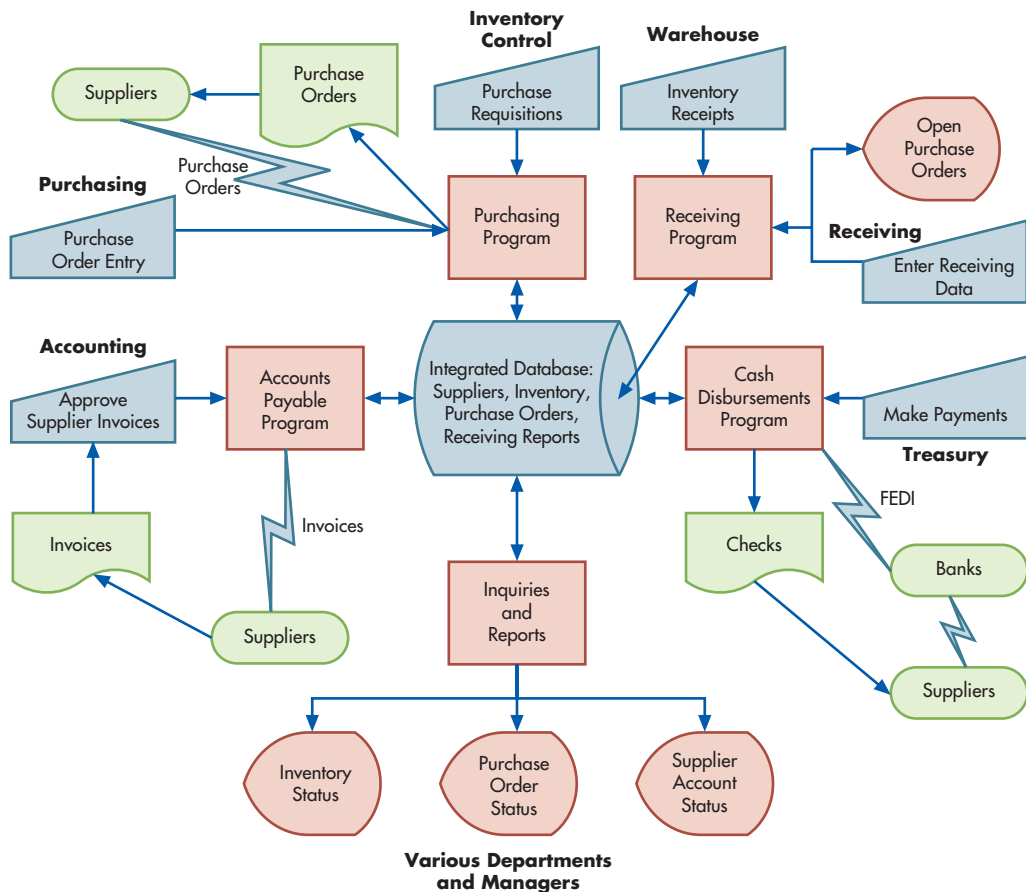 Inventory
Control
Warehouse
Suppliers
Purchase
Orders
Purchase
Requisitions
Inventory
Receipts
Open
Purchase
Orders
Purchase
Orders
Purchasing
Purchase
Order Entry
Purchasing
Program
Receiving
Program
Receiving
Enter Receiving
Data
Accounting
Approve
Supplier Invoices
Accounts
Payable
Program
Integrated Database:
Suppliers, Inventory,
Purchase Orders,
Receiving Reports
Cash
Disbursements
Program
Make Payments
Treasury
Invoices
Invoices
Suppliers
Inquiries
and
Reports
Checks
FEDI
Banks
Suppliers
Inventory
Status
Purchase
Order
Status
Supplier
Account
Status
Various Departments
and Managers